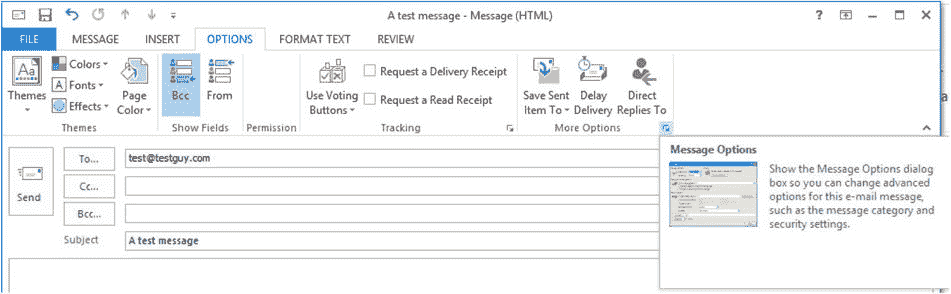 A test message - Message (HTML)
FILE MESSAGE INSERT OPTIONS FORMAT TEXT REVIEW
Aa Themes Colors Fonts Effects Page Color
Bcc From
Use Voting Buttons
Request a Delivery Receipt
Request a Read Receipt
Save Sent Item To Delay Delivery Direct Replies To
Themes Show Fields Permission Tracking More Options
To... test@testguy.com
Send
Cc...
Bcc...
Subject A test message
Message Options
Show the Message Options dialog
box so you can change advanced
options for this e-mail message,
such as the message category and
security settings.